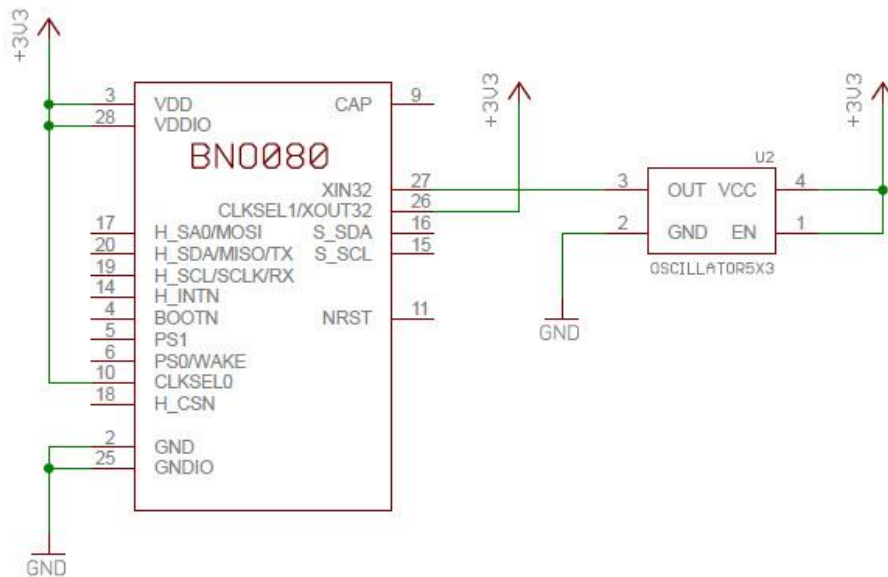 +3V3
3 VDD CAP 9
28 VDDIO
BNO080
+3V3
+3V3
U2
XIN32 27
3 OUT VCC 4
CLKSEL1/XOUT32 26
17 H_SA0/MOSI S_SDA 16
2 GND EN 1
20 H_SDA/MISO/TX S_SCL 15
OSCILLATOR5X3
19 H_SCL/SCLK/RX
14 H_INTN
4 BOOTN NRST 11
GND
5 PS1
6 PS0/WAKE
10 CLKSEL0
18 H_CSN
2 GND
25 GNDIO
GND